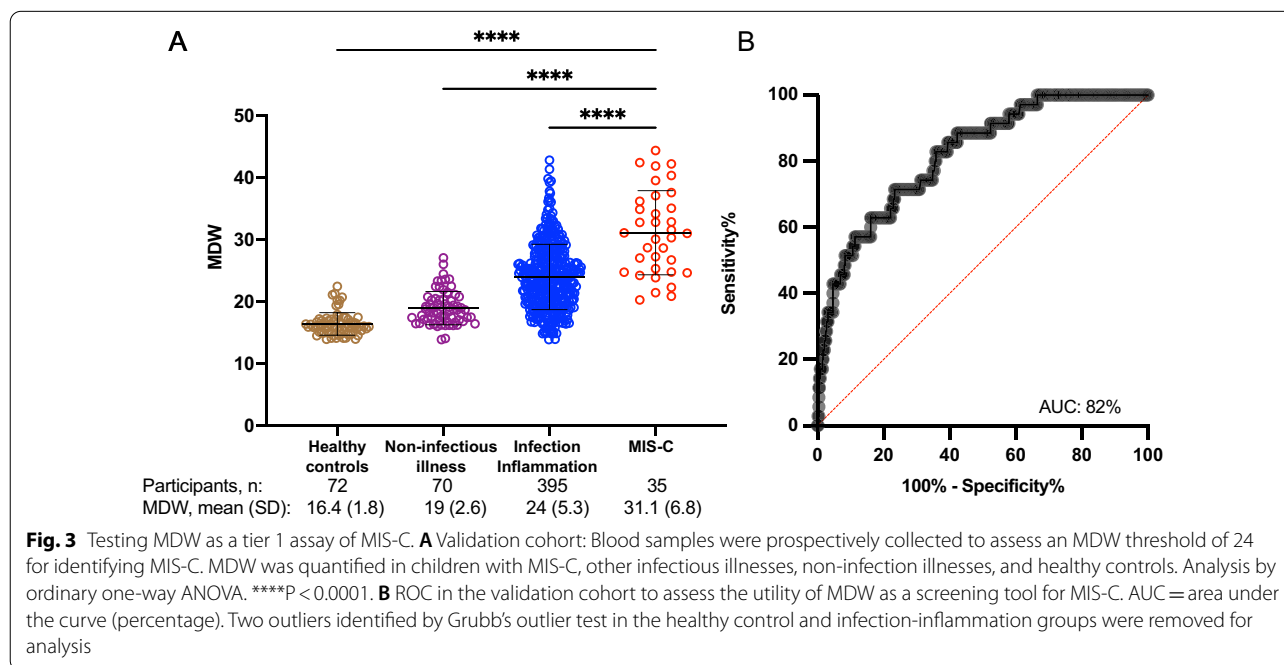 A
B
****
****
****
50
40
30
20
10
0
MDW
Healthy controls
Non-infectious illness
Infection Inflammation
MIS-C
Participants, n: 72 70 395 35
MDW, mean (SD): 16.4 (1.8) 19 (2.6) 24 (5.3) 31.1 (6.8)
100
80
60
40
20
0
Sensitivity%
AUC: 82%
0 20 40 60 80 100
100% - Specificity%
Fig. 3 Testing MDW as a tier 1 assay of MIS-C. A Validation cohort: Blood samples were prospectively collected to assess an MDW threshold of 24
for identifying MIS-C. MDW was quantified in children with MIS-C, other infectious illnesses, non-infection illnesses, and healthy controls. Analysis by
ordinary one-way ANOVA. ****P < 0.0001. B ROC in the validation cohort to assess the utility of MDW as a screening tool for MIS-C. AUC = area under
the curve (percentage). Two outliers identified by Grubb's outlier test in the healthy control and infection-inflammation groups were removed for
analysis